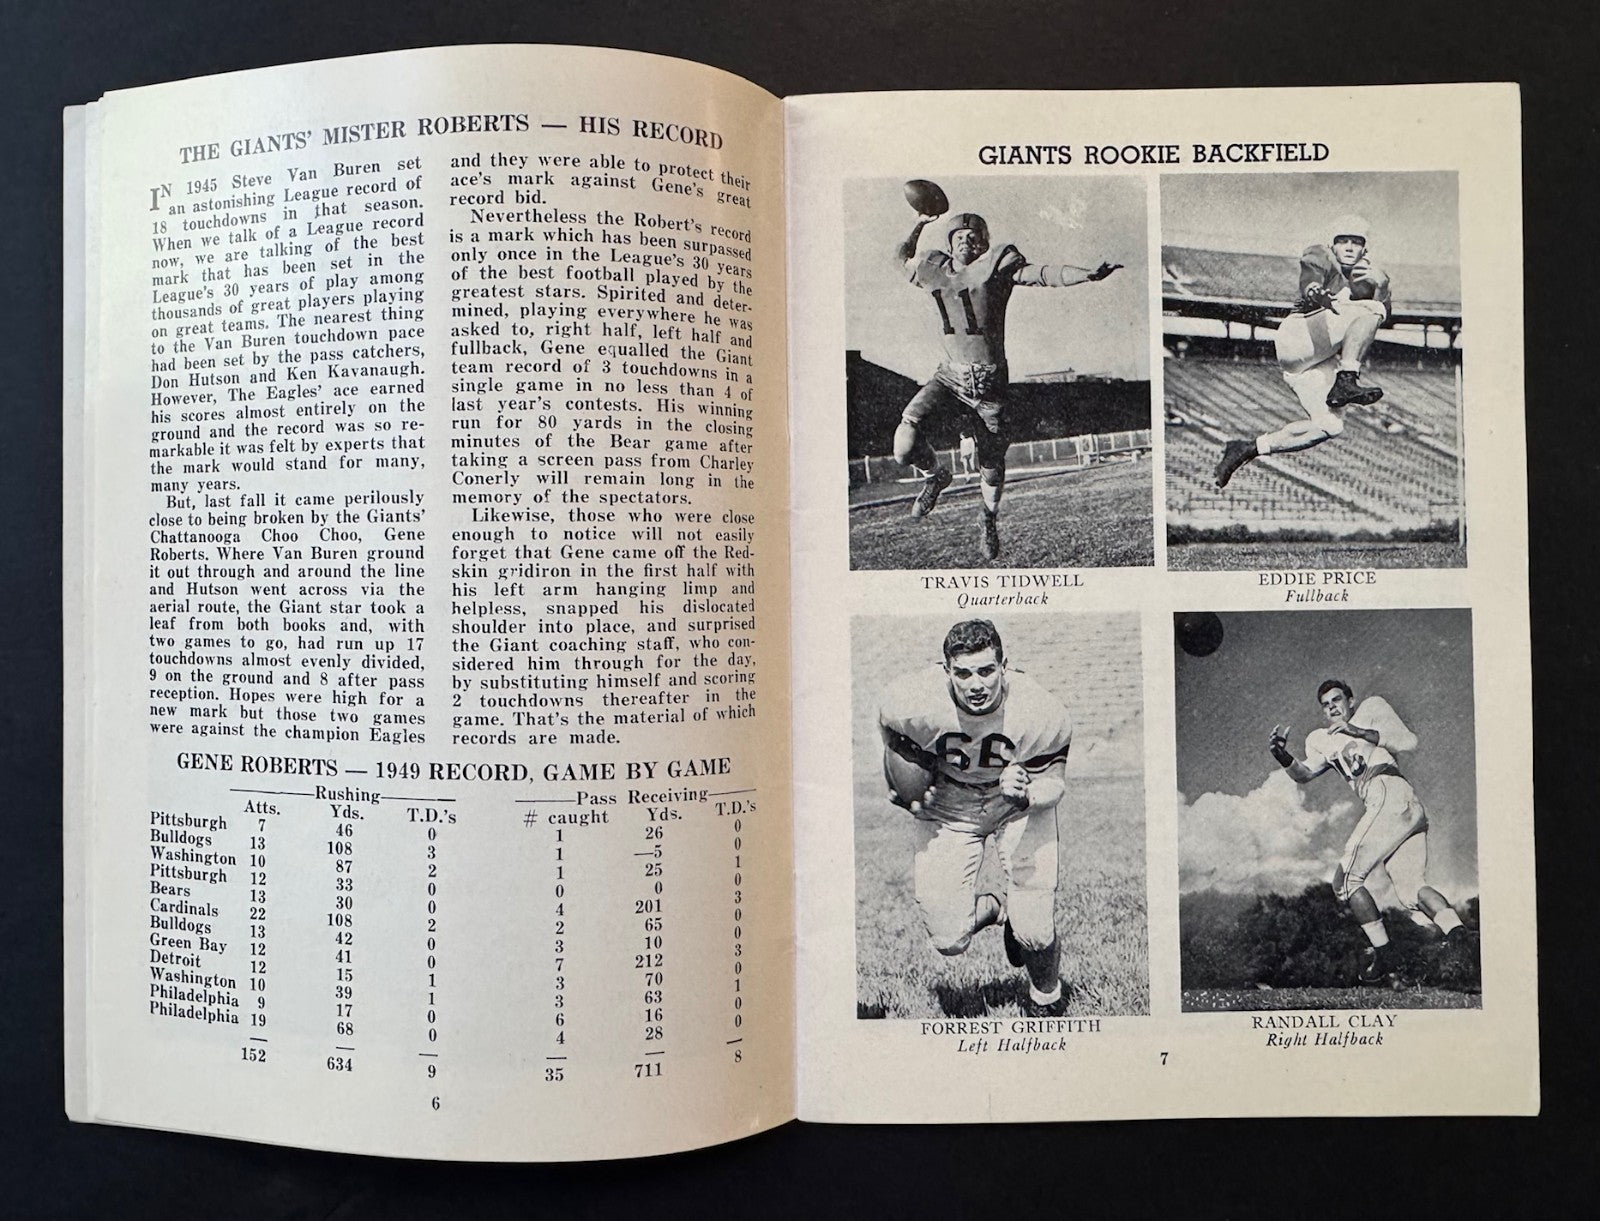 THE GIANTS' MISTER ROBERTS — HIS RECORD
IN 1945 Steve Van Buren set
an astonishing League record of
18 touchdowns in that season.
When we talk of a League record
now, we are talking of the best
mark that has been set in the
League's 30 years of play among
thousands of great players playing
on great teams. The nearest thing
to the Van Buren touchdown pace
had been set by the pass catchers,
Don Hutson and Ken Kavanaugh.
However, The Eagles' ace earned
his scores almost entirely on the
ground and the record was so re-
markable it was felt by experts that
the mark would stand for many,
many years.
But, last fall it came perilously
close to being broken by the Giants'
Chattanooga Choo Choo, Gene
Roberts. Where Van Buren ground
it out through and around the line
and Hutson went across via the
aerial route, the Giant star took a
leaf from both books and, with
two games to go, had run up 17
touchdowns almost evenly divided,
9 on the ground and 8 after pass
reception. Hopes were high for a
new mark but those two games
were against the champion Eagles
and they were able to protect their
ace's mark against Gene's great
record bid.
Nevertheless the Robert's record
is a mark which has been surpassed
only once in the League's 30 years
of the best football played by the
greatest stars. Spirited and deter-
mined, playing everywhere he was
asked to, right half, left half and
fullback, Gene equalled the Giant
team record of 3 touchdowns in a
single game in no less than 4 of
last year's contests. His winning
run for 80 yards in the closing
minutes of the Bear game after
taking a screen pass from Charley
Conerly will remain long in the
memory of the spectators.
Likewise, those who were close
enough to notice will not easily
forget that Gene came off the Red-
skin gridiron in the first half with
his left arm hanging limp and
helpless, snapped his dislocated
shoulder into place, and surprised
the Giant coaching staff, who con-
sidered him through for the day,
by substituting himself and scoring
2 touchdowns thereafter in the
game. That's the material of which
records are made.
GENE ROBERTS — 1949 RECORD, GAME BY GAME
Rushing Pass Receiving
Atts. Yds. T.D.'s # caught Yds. T.D.'s
Pittsburgh 7 46 0 1 26 0
Bulldogs 13 108 3 1 —5 0
Washington 10 87 2 1 25 1
Pittsburgh 12 33 0 0 0 0
Bears 13 30 0 4 201 3
Cardinals 22 108 2 2 65 0
Bulldogs 13 42 0 3 10 0
Green Bay 12 41 0 7 212 3
Detroit 12 15 1 3 70 0
Washington 10 39 1 3 63 1
Philadelphia 9 17 0 6 16 0
Philadelphia 19 68 0 4 28 0
152 634 9 35 711 8
6
GIANTS ROOKIE BACKFIELD
11
TRAVIS TIDWELL
Quarterback
EDDIE PRICE
Fullback
66
FORREST GRIFFITH
Left Halfback
16
RANDALL CLAY
Right Halfback
7